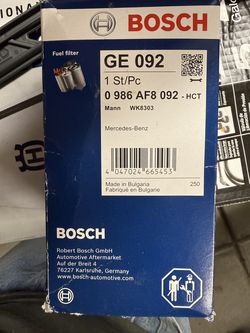 BOSCH
Fuel filter
GE 092
1 St/Pc
0 986 AF8 092 - HCT
Mann WK8303
Mercedes-Benz
4 047024 665453
Made in Bulgaria
Fabriqué en Bulgarie
250
BOSCH
Robert Bosch GmbH
Automotive Aftermarket
Auf der Breit 4
76227 Karlsruhe, Germany
www.bosch-automotive.com